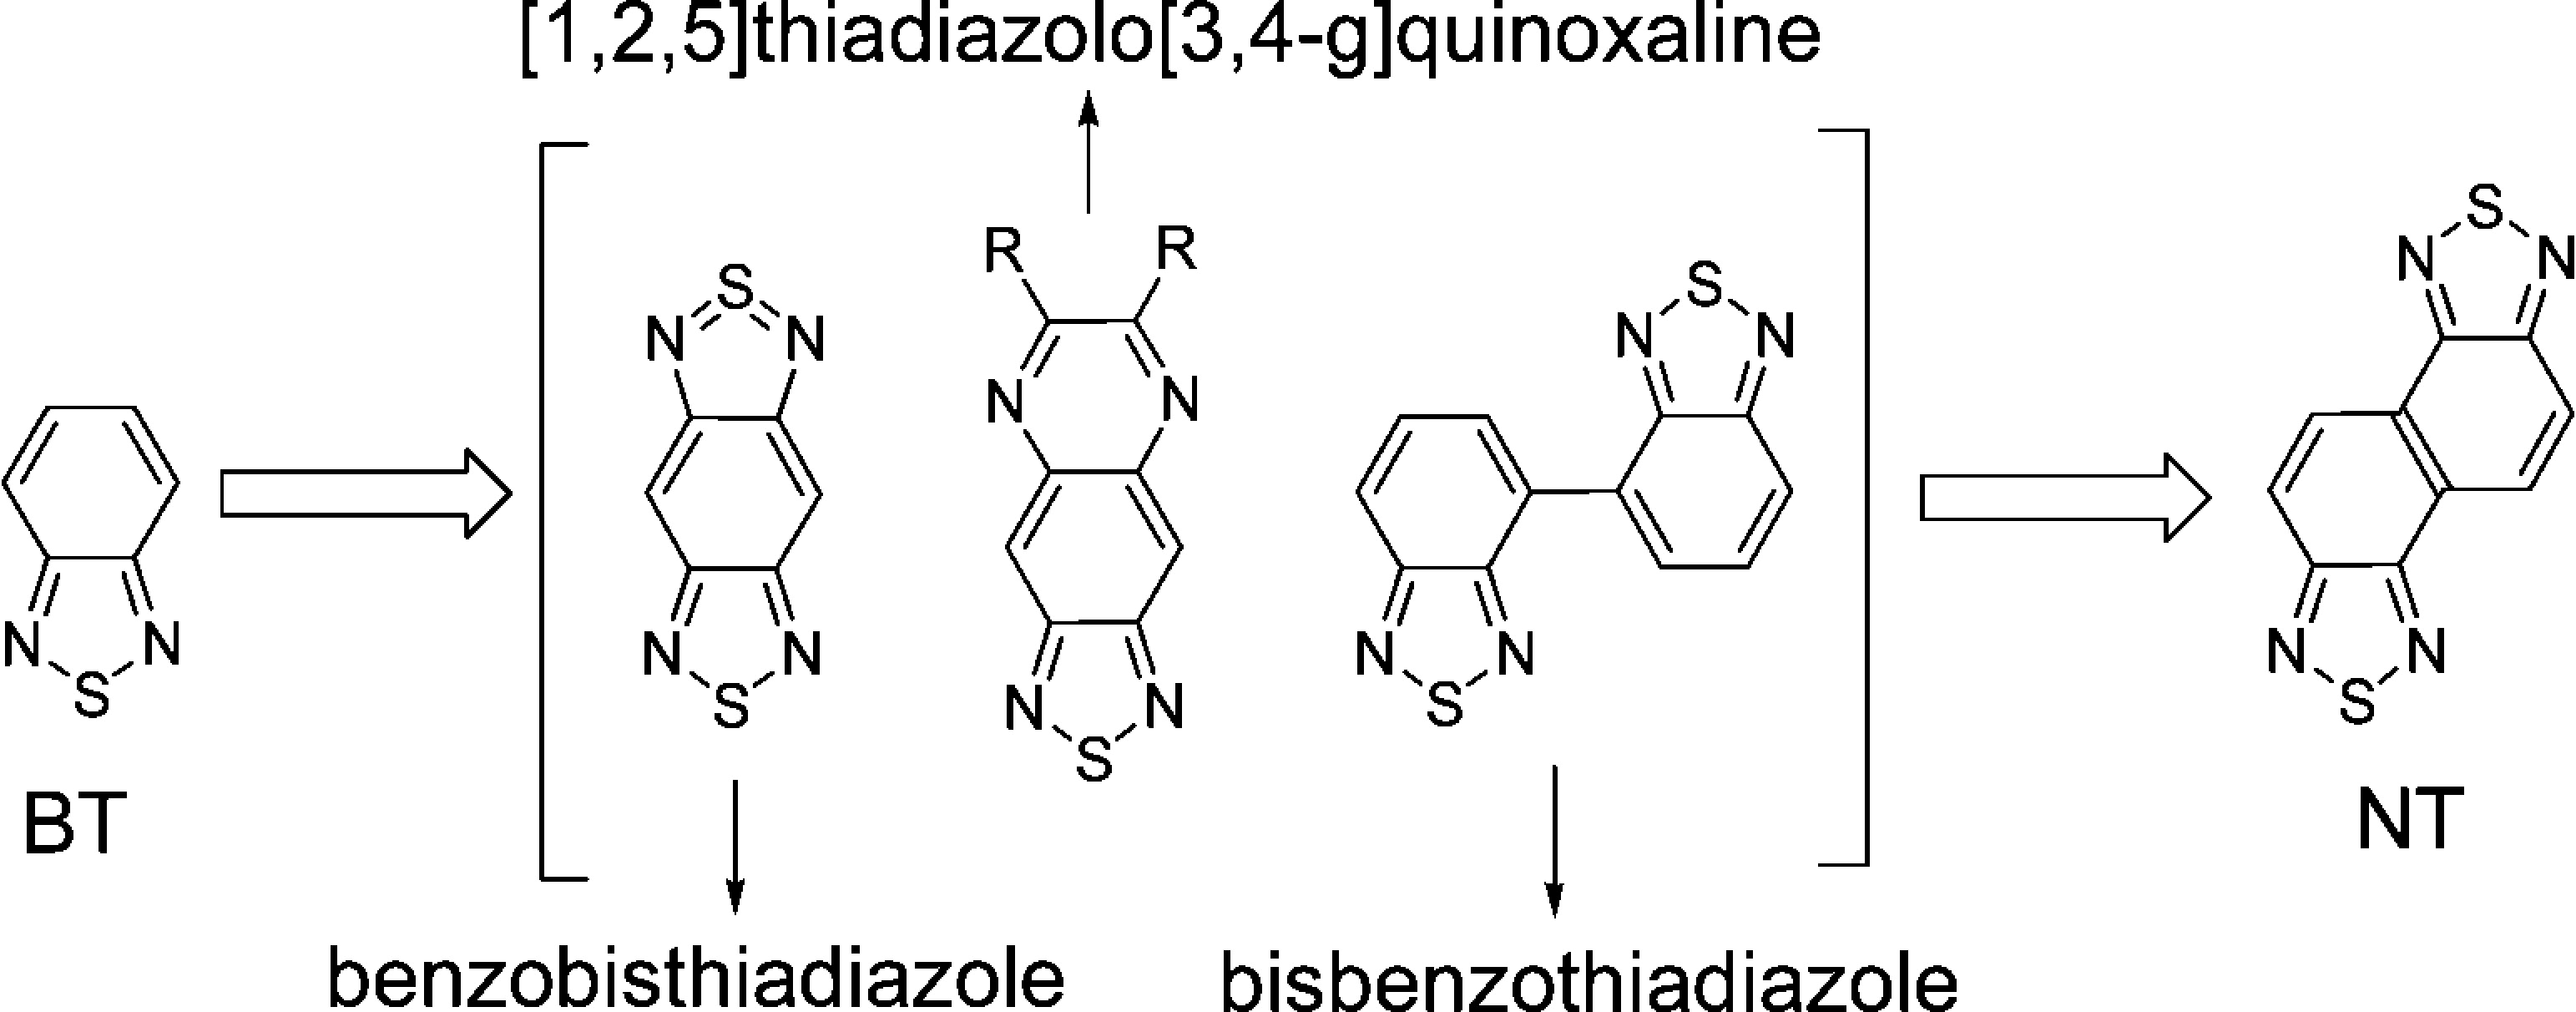 [1,2,5]thiadiazolo[3,4-g]quinoxaline
N N S
BT
S N N N N S
R R N N N N S
S N N N N S
S N N N N S
NT
benzobisthiadiazole
bisbenzothiadiazole